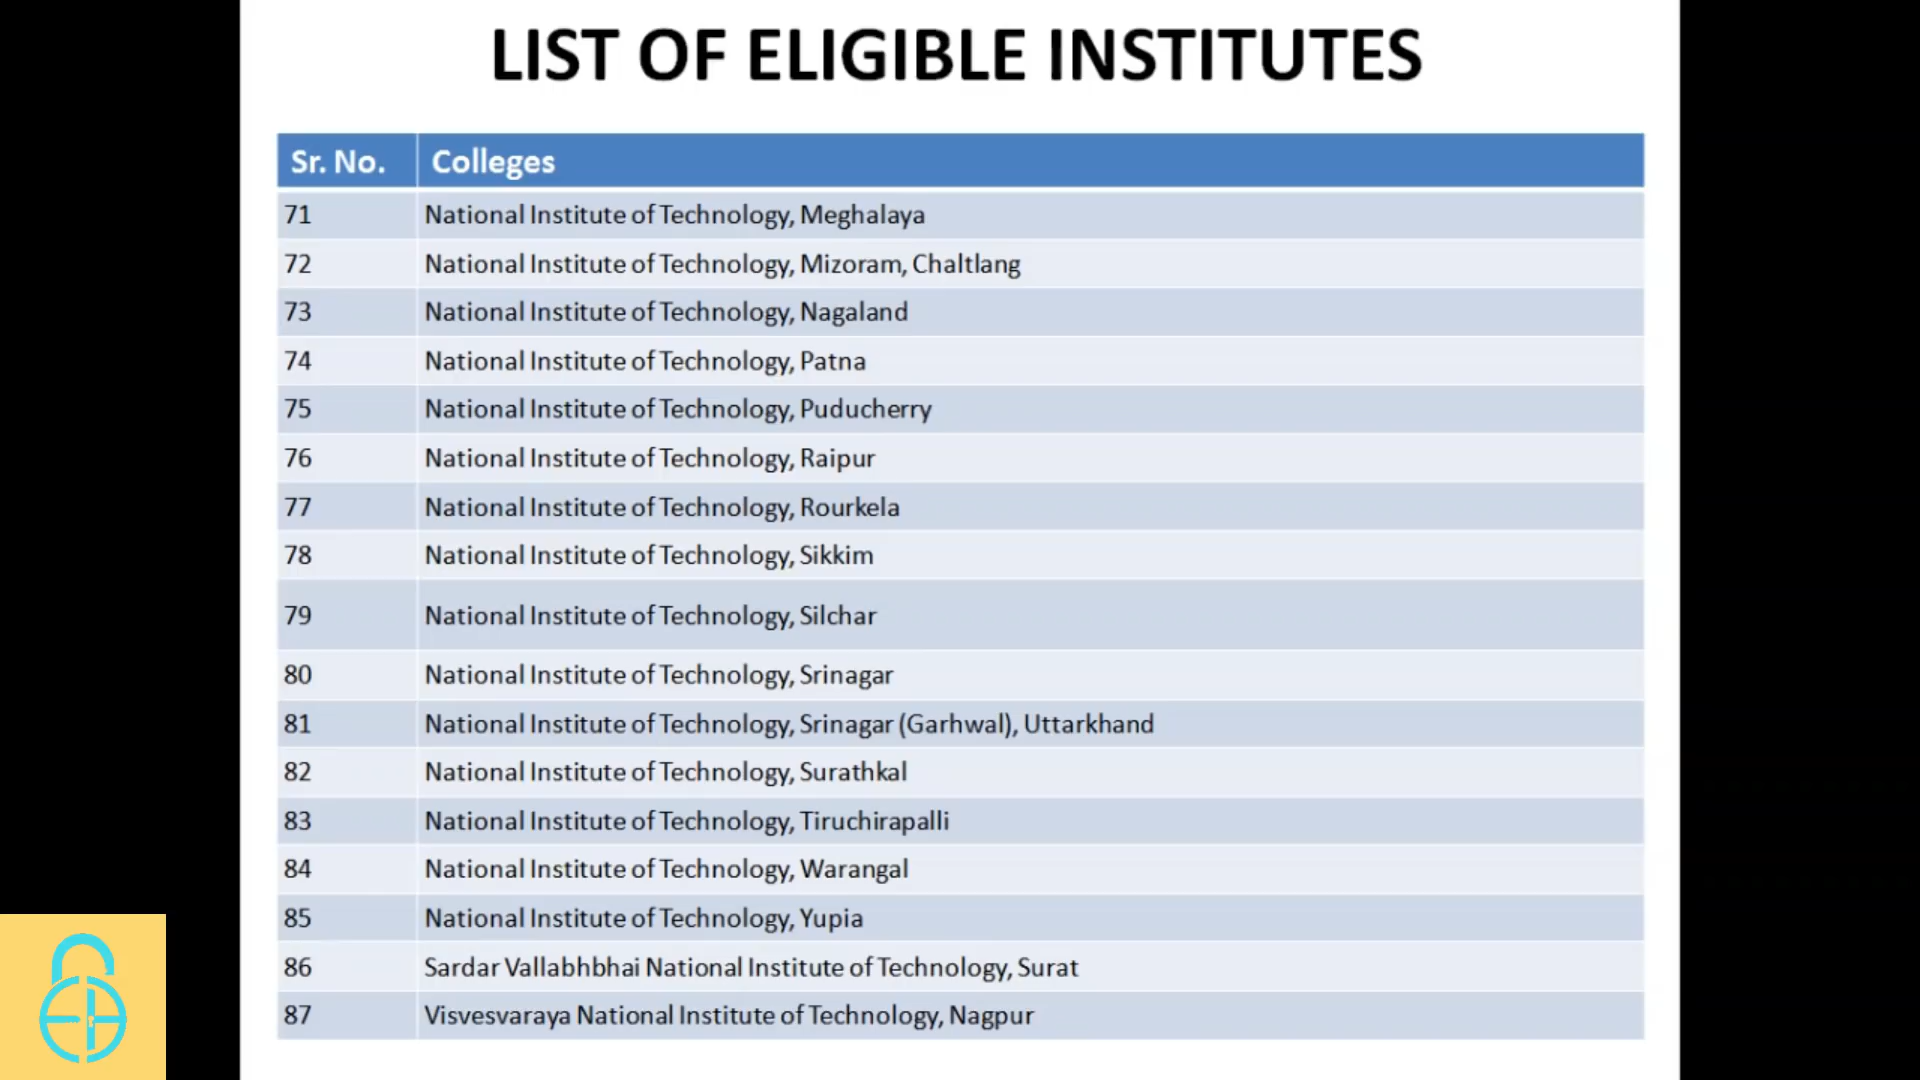 LIST OF ELIGIBLE INSTITUTES
Sr. No. Colleges
71 National Institute of Technology, Meghalaya
72 National Institute of Technology, Mizoram, Chaltlang
73 National Institute of Technology, Nagaland
74 National Institute of Technology, Patna
75 National Institute of Technology, Puducherry
76 National Institute of Technology, Raipur
77 National Institute of Technology, Rourkela
78 National Institute of Technology, Sikkim
79 National Institute of Technology, Silchar
80 National Institute of Technology, Srinagar
81 National Institute of Technology, Srinagar (Garhwal), Uttarkhand
82 National Institute of Technology, Surathkal
83 National Institute of Technology, Tiruchirapalli
84 National Institute of Technology, Warangal
85 National Institute of Technology, Yupia
86 Sardar Vallabhbhai National Institute of Technology, Surat
87 Visvesvaraya National Institute of Technology, Nagpur